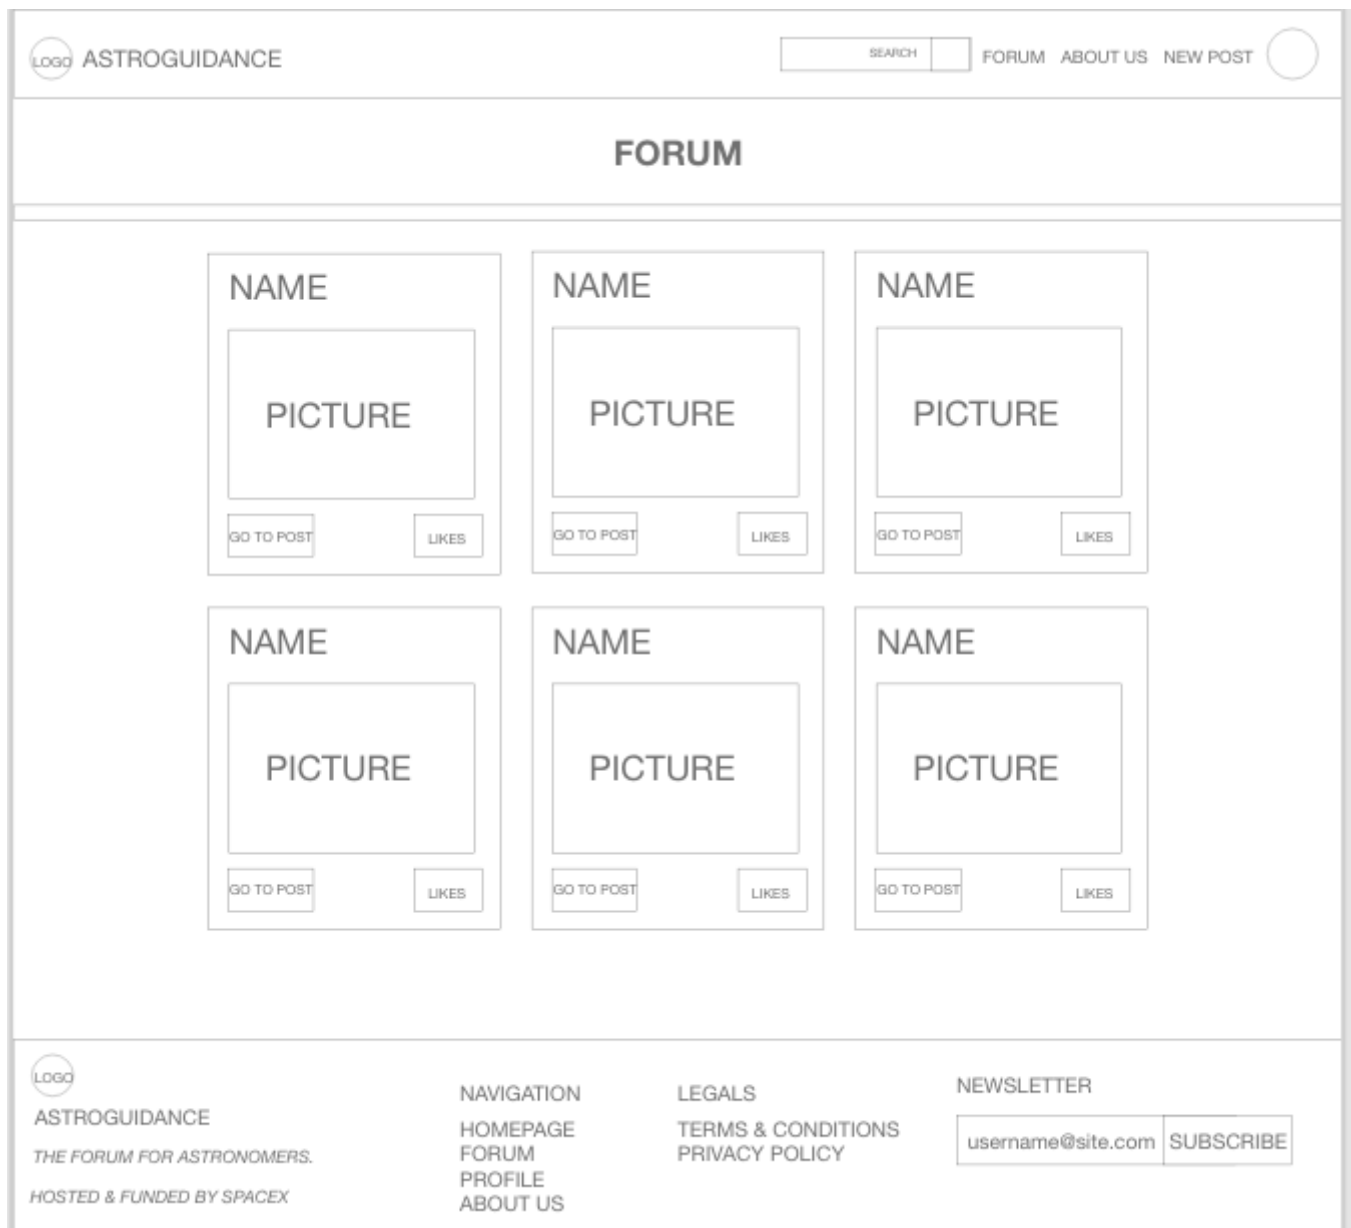 LOGO ASTROGUIDANCE SEARCH FORUM ABOUT US NEW POST
FORUM
NAME NAME NAME
PICTURE PICTURE PICTURE
GO TO POST LIKES GO TO POST LIKES GO TO POST LIKES
NAME NAME NAME
PICTURE PICTURE PICTURE
GO TO POST LIKES GO TO POST LIKES GO TO POST LIKES
LOGO
ASTROGUIDANCE
THE FORUM FOR ASTRONOMERS.
HOSTED & FUNDED BY SPACEX
NAVIGATION
HOMEPAGE
FORUM
PROFILE
ABOUT US
LEGALS
TERMS & CONDITIONS
PRIVACY POLICY
NEWSLETTER
username@site.com SUBSCRIBE